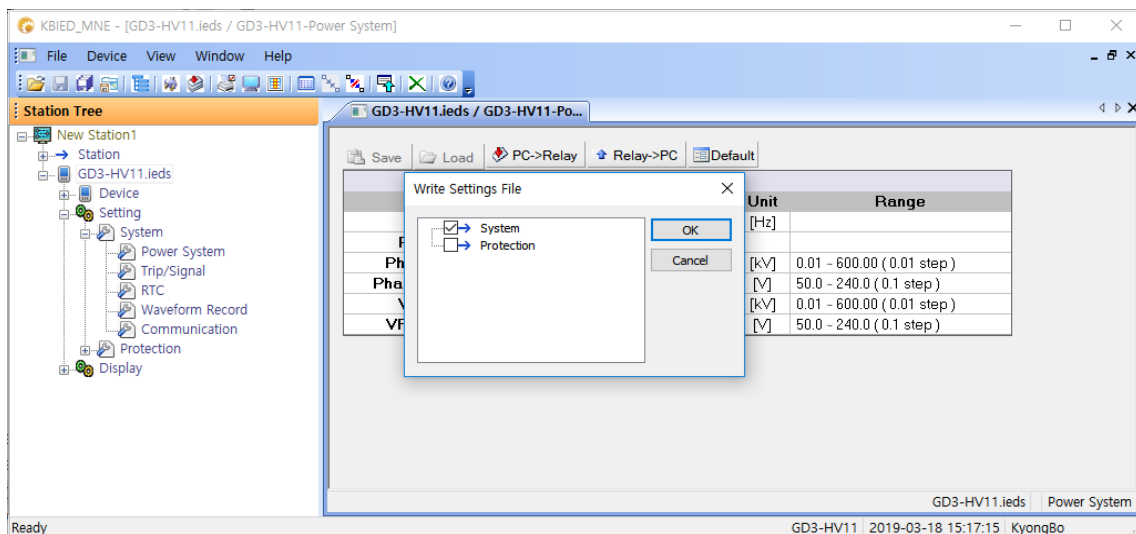 KBIED_MNE - [GD3-HV11.ieds / GD3-HV11-Power System]
File Device View Window Help
Station Tree
GD3-HV11.ieds / GD3-HV11-Po...
New Station1
Station
GD3-HV11.ieds
Device
Setting
System
Power System
Trip/Signal
RTC
Waveform Record
Communication
Protection
Display
Save Load PC->Relay Relay->PC Default
Write Settings File
System
Protection
OK
Cancel
Unit Range
[Hz]
Ph [kV] 0.01 - 600.00 ( 0.01 step )
Pha [V] 50.0 - 240.0 ( 0.1 step )
[kV] 0.01 - 600.00 ( 0.01 step )
[V] 50.0 - 240.0 ( 0.1 step )
GD3-HV11.ieds Power System
Ready GD3-HV11 2019-03-18 15:17:15 KyongBo